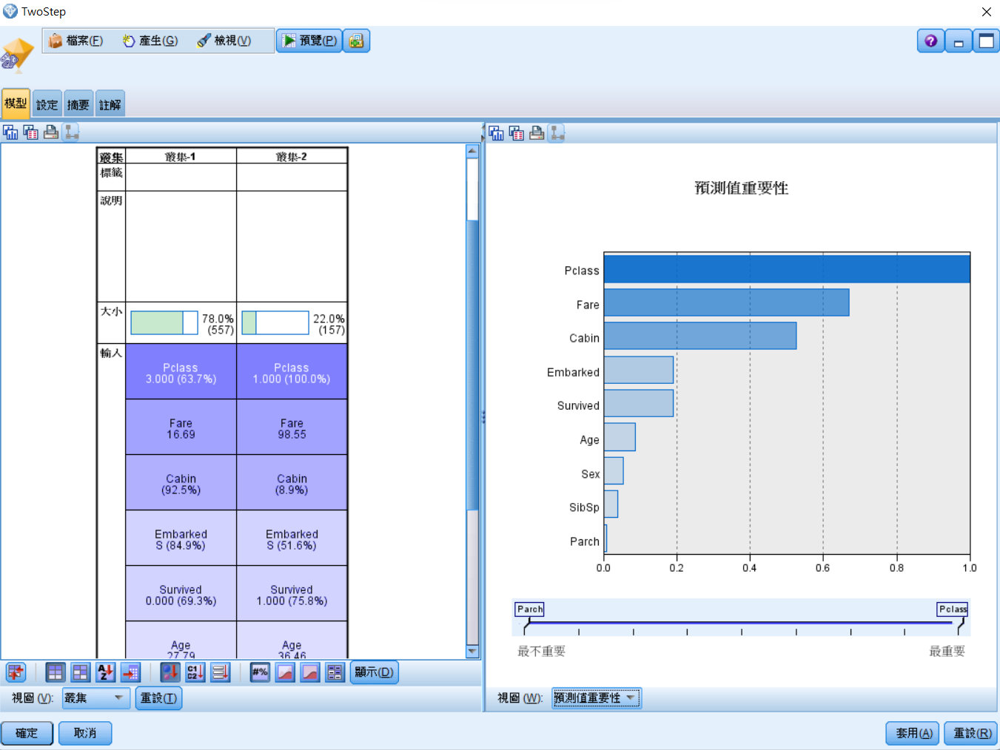 TwoStep
檔案(F) 產生(G) 檢視(V) 預覽(P)
模型 設定 摘要 註解
叢集 叢集-1 叢集-2
標籤
說明
大小 78.0% (557) 22.0% (157)
輸入
Pclass Pclass
3.000 (63.7%) 1.000 (100.0%)
Fare Fare
16.69 98.55
Cabin Cabin
(92.5%) (8.9%)
Embarked Embarked
S (84.9%) S (51.6%)
Survived Survived
0.000 (69.3%) 1.000 (75.8%)
Age Age
27.79 36.46
A Z C1 C2 #% 顯示(D)
視圖 (V): 叢集 重設(T)
預測值重要性
Pclass
Fare
Cabin
Embarked
Survived
Age
Sex
SibSp
Parch
0.0 0.2 0.4 0.6 0.8 1.0
Parch Pclass
最不重要 最重要
視圖 (W): 預測值重要性
確定 取消 套用(A) 重設(R)